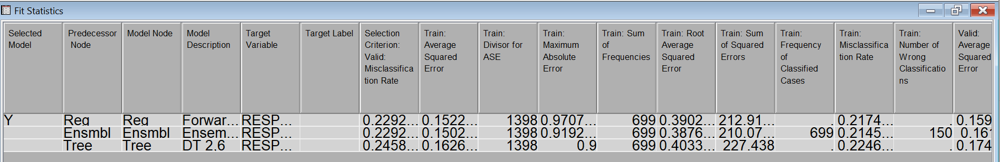 Fit Statistics
Selected Model Predecessor Node Model Node Model Description Target Variable Target Label Selection Criterion: Valid: Misclassification Rate Train: Average Squared Error Train: Divisor for ASE Train: Maximum Absolute Error Train: Sum of Frequencies Train: Root Average Squared Error Train: Sum of Squared Errors Train: Frequency of Classified Cases Train: Misclassification Rate Train: Number of Wrong Classifications Valid: Average Squared Error
Y Reg Reg Forwar... RESP... 0.2292... 0.1522... 1398 0.9707... 699 0.3902... 212.91... . 0.2174... . 0.159
Ensmbl Ensmbl Ensem... RESP... 0.2292... 0.1502... 1398 0.9192... 699 0.3876... 210.07... 699 0.2145... 150 0.16
Tree Tree DT 2,6 RESP... 0.2458... 0.1626... 1398 0.9 699 0.4033... 227.438 . 0.2246... . 0.174